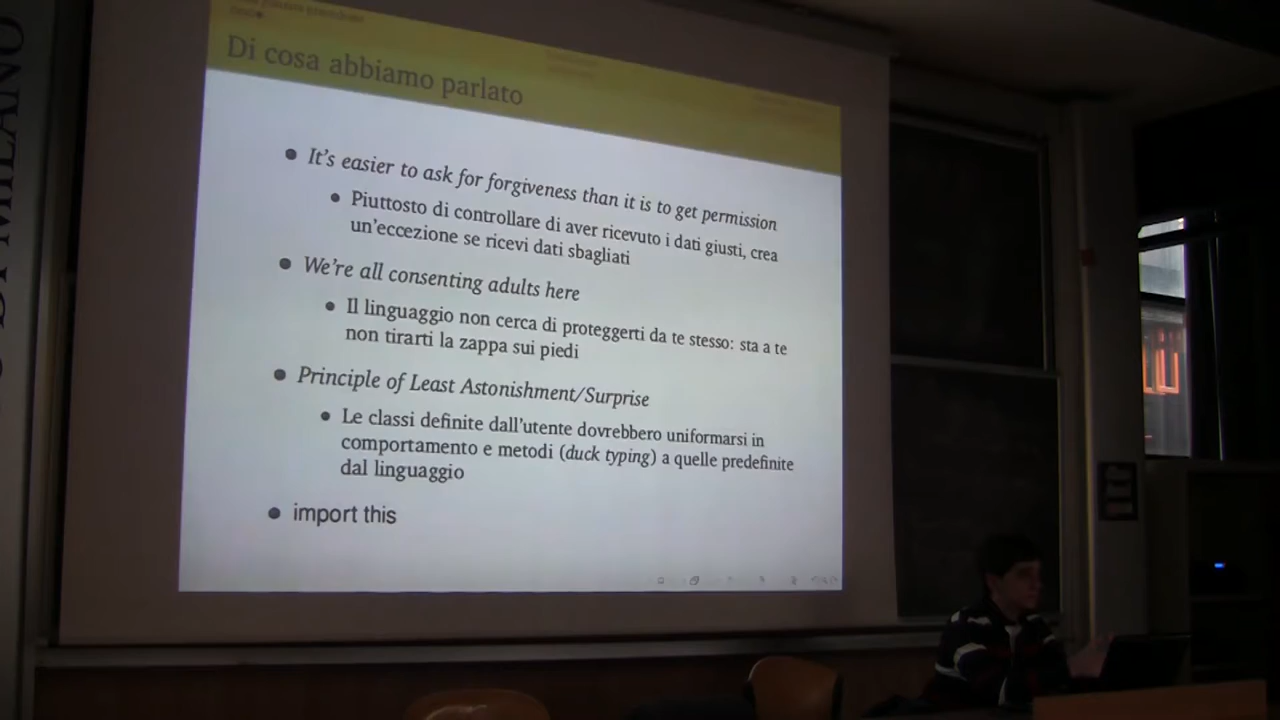 DI MILANO
Di cosa abbiamo parlato
It's easier to ask for forgiveness than it is to get permission
Piuttosto di controllare di aver ricevuto i dati giusti, crea
un'eccezione se ricevi dati sbagliati
We're all consenting adults here
Il linguaggio non cerca di proteggerti da te stesso: sta a te
non tirarti la zappa sui piedi
Principle of Least Astonishment/Surprise
Le classi definite dall'utente dovrebbero uniformarsi in
comportamento e metodi (duck typing) a quelle predefinite
dal linguaggio
import this